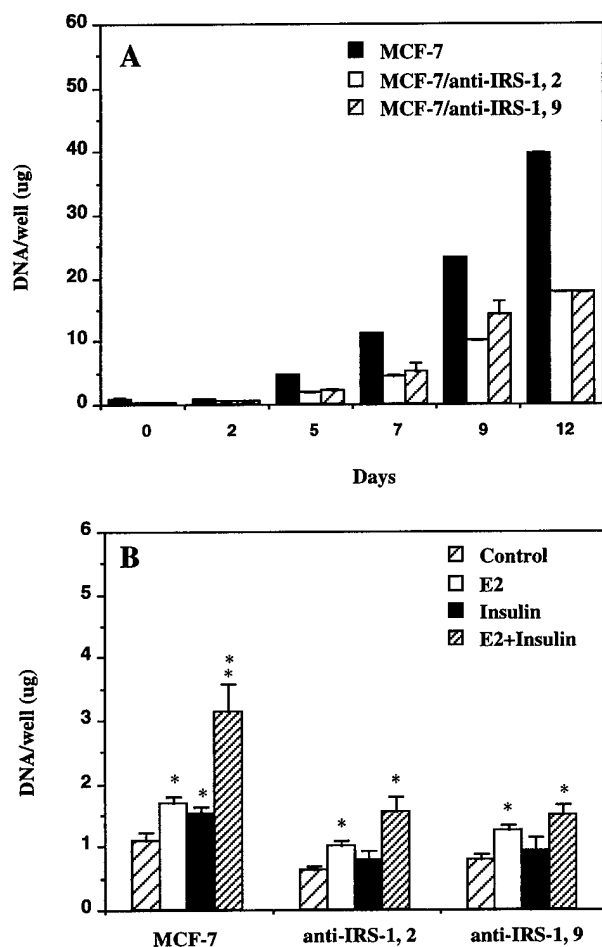 A
MCF-7
MCF-7/anti-IRS-1, 2
MCF-7/anti-IRS-1, 9
DNA/well (ug)
60
50
40
30
20
10
0
0 2 5 7 9 12
Days
B
Control
E2
Insulin
E2+Insulin
DNA/well (ug)
6
5
4
3
2
1
0
*
*
*
*
*
*
*
*
MCF-7 anti-IRS-1, 2 anti-IRS-1, 9